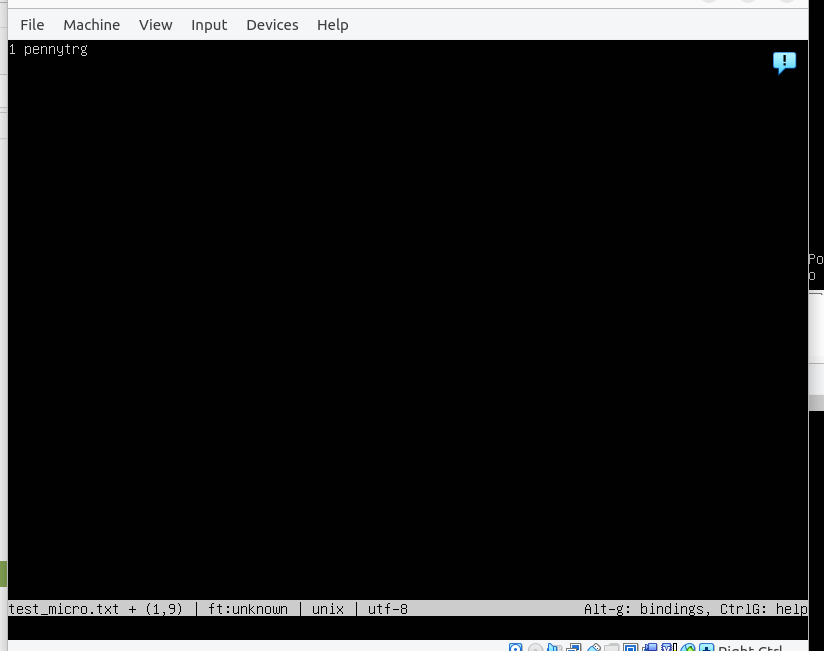 File Machine View Input Devices Help
1 pennytrg
Po
o
test_micro.txt + (1,9) | ft:unknown | unix | utf-8 Alt-g: bindings, CtrlG: help
Right Ctrl